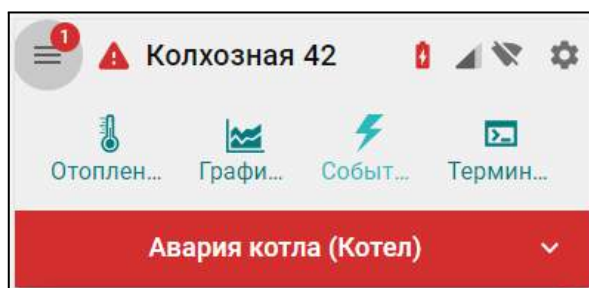 1
Колхозная 42
Отоплен... Графи... Событ... Термин...
Авария котла (Котел)